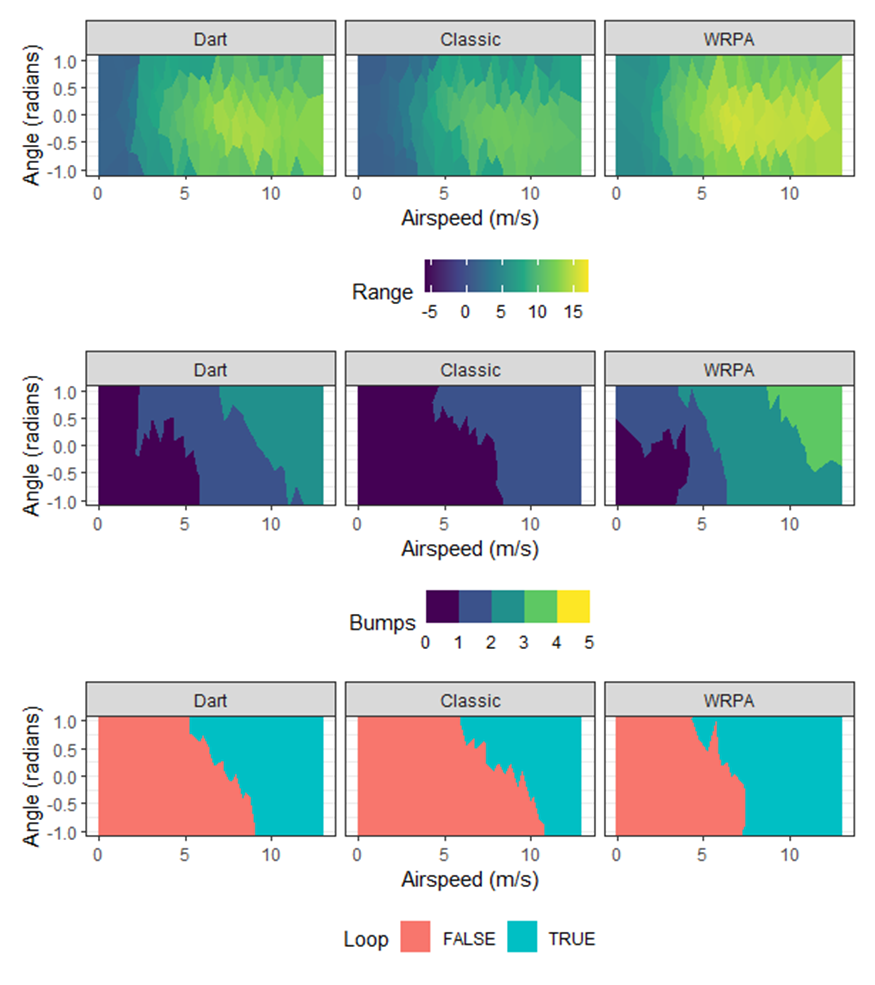 Dart Classic WRPA
Angle (radians)
1.0
0.5
0.0
-0.5
-1.0
0 5 10 0 5 10 0 5 10
Airspeed (m/s)
Range
-5 0 5 10 15
Dart Classic WRPA
Angle (radians)
1.0
0.5
0.0
-0.5
-1.0
0 5 10 0 5 10 0 5 10
Airspeed (m/s)
Bumps
0 1 2 3 4 5
Dart Classic WRPA
Angle (radians)
1.0
0.5
0.0
-0.5
-1.0
0 5 10 0 5 10 0 5 10
Airspeed (m/s)
Loop FALSE TRUE